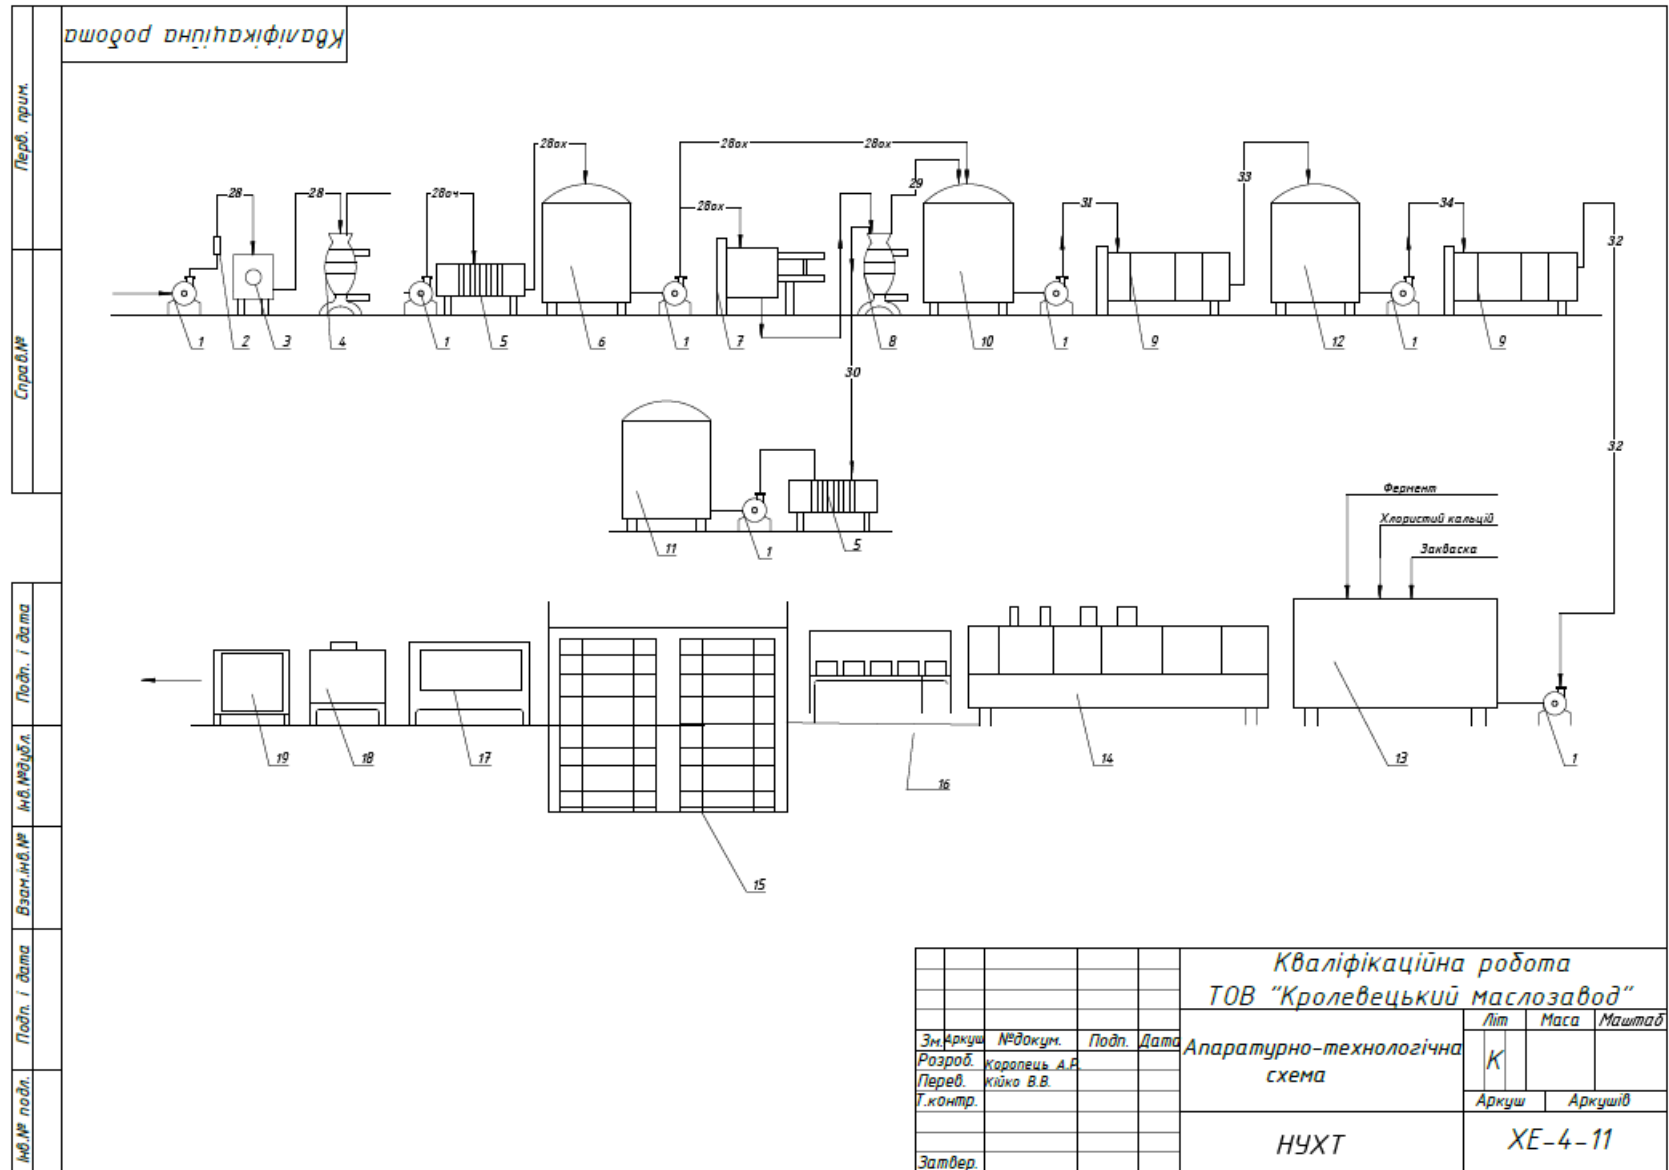 Кваліфікаційна робота
Перв. прим.
Справ.№
Подп. і дата
Інв.№дубл.
Взам.інв.№
Подп. і дата
Інв.№ подл.
28
28
28оч
28ох
28ох
28ох
28ох
29
31
33
34
32
1
2
3
4
1
5
6
1
7
8
10
1
9
12
1
9
30
32
11
1
5
Фермент
Хлористий кальцій
Закваска
19
18
17
16
14
13
1
15
Кваліфікаційна робота
ТОВ "Кролевецький маслозавод"
Літ Маса Маштаб
Зм. Аркуш №докум. Подп. Дата
Апаратурно-технологічна
схема
К
Розроб. Коропець А.Р.
Перев. Кійко В.В.
Т.контр.
Аркуш Аркушів
НУХТ
ХЕ-4-11
Затвер.